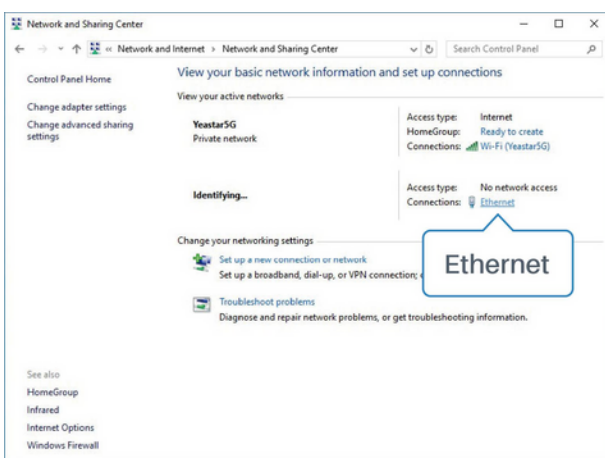 Network and Sharing Center
« Network and Internet > Network and Sharing Center
Search Control Panel
Control Panel Home
Change adapter settings
Change advanced sharing
settings
View your basic network information and set up connections
View your active networks
Yeastar5G
Private network
Access type: Internet
HomeGroup: Ready to create
Connections: Wi-Fi (Yeastar5G)
Identifying...
Access type: No network access
Connections: Ethernet
Ethernet
Change your networking settings
Set up a new connection or network
Set up a broadband, dial-up, or VPN connection;
Troubleshoot problems
Diagnose and repair network problems, or get troubleshooting information.
See also
HomeGroup
Infrared
Internet Options
Windows Firewall